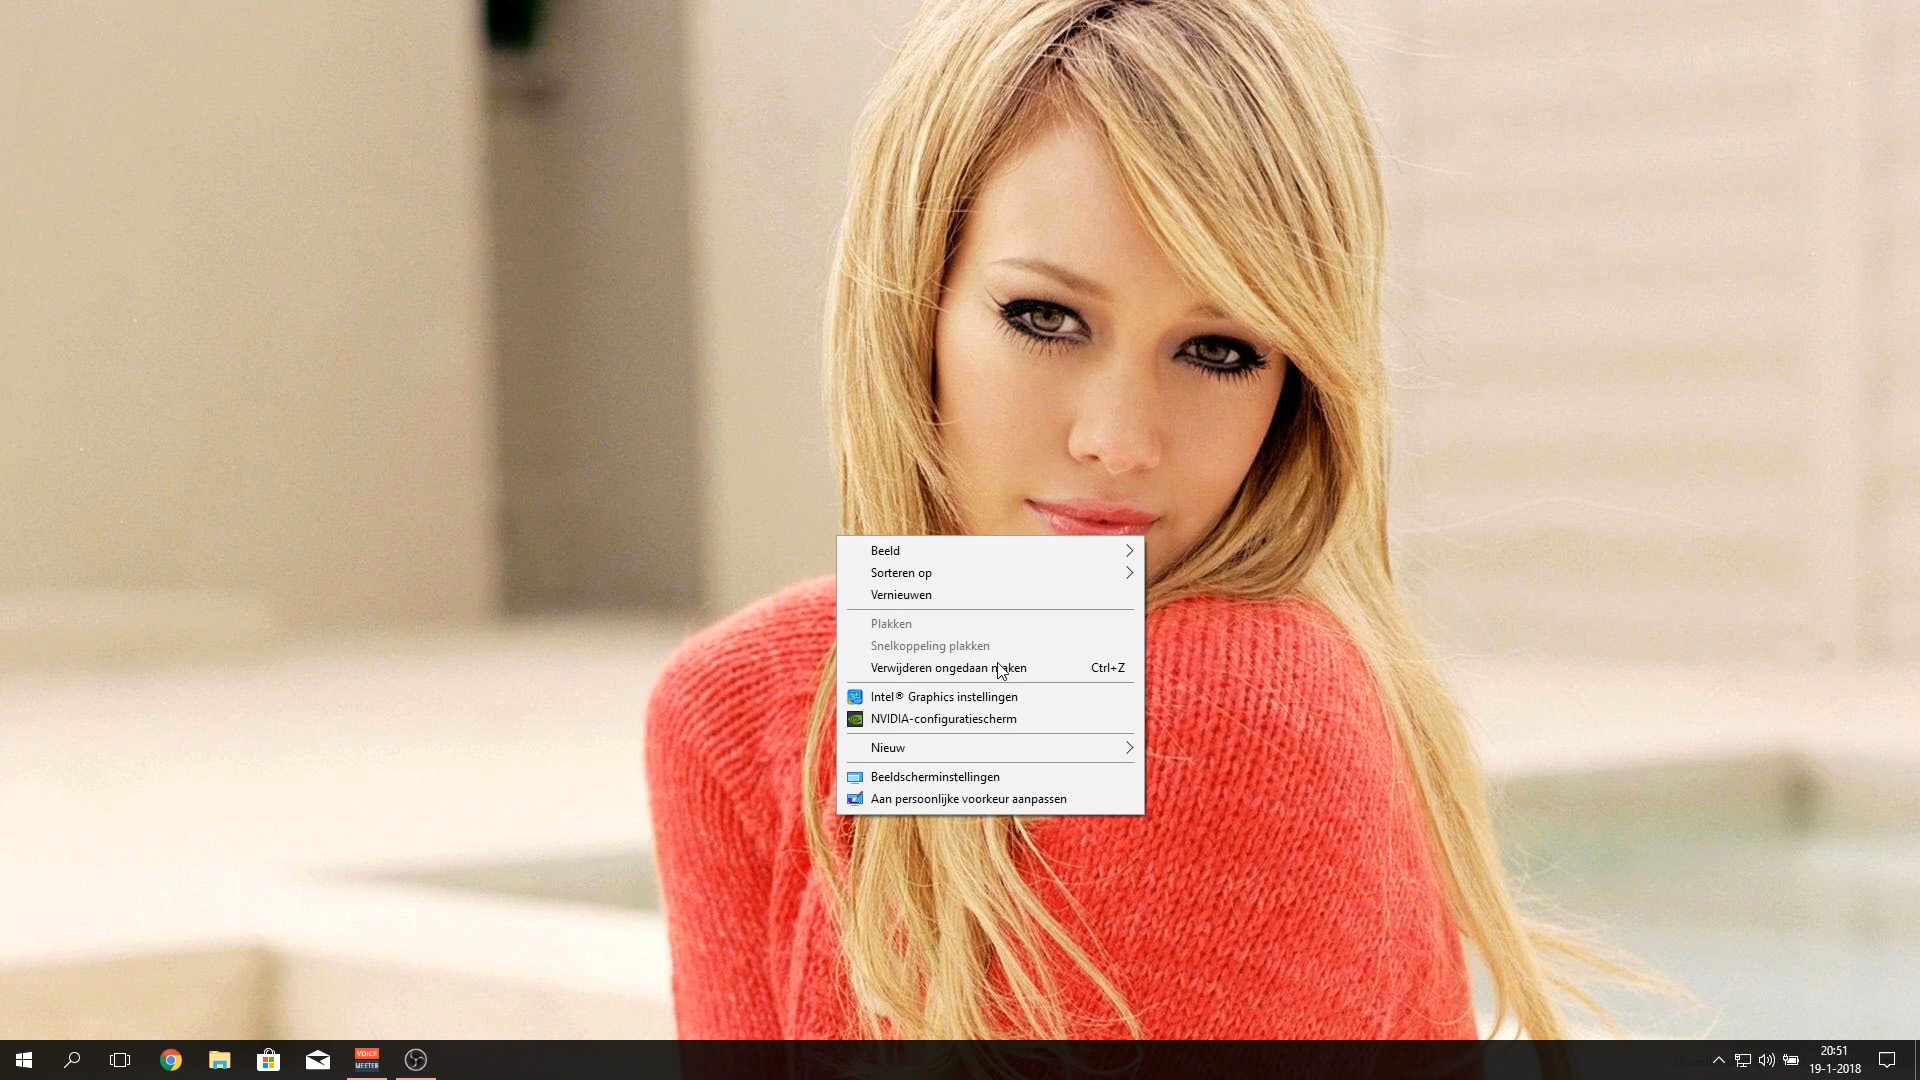 Beeld
Sorteren op
Vernieuwen
Plakken
Snelkoppeling plakken
Verwijderen ongedaan maken Ctrl+Z
Intel® Graphics instellingen
NVIDIA-configuratiescherm
Nieuw
Beeldscherminstellingen
Aan persoonlijke voorkeur aanpassen
VOICE
MEETER
20:51
19-1-2018